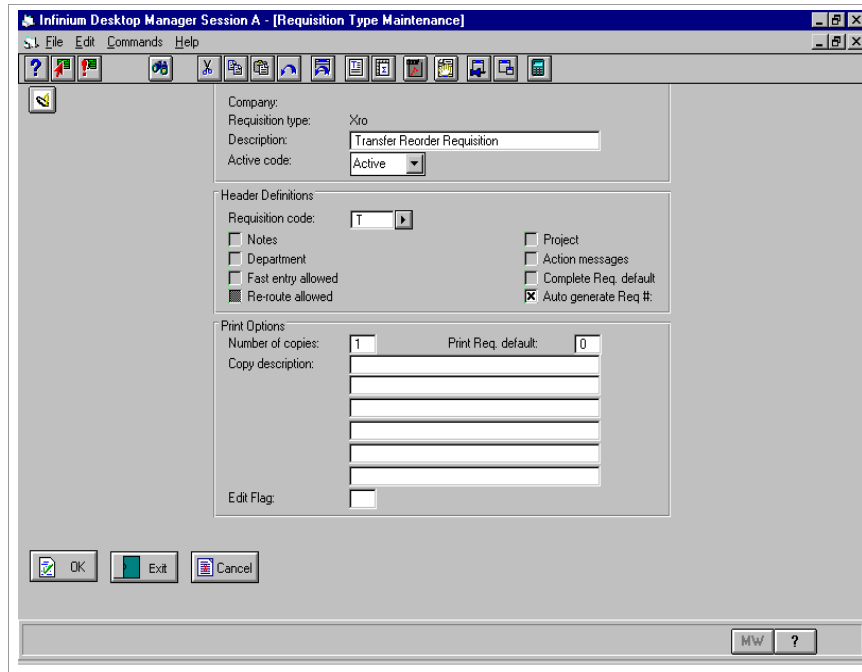 Infinium Desktop Manager Session A - [Requisition Type Maintenance]
File Edit Commands Help
Company:
Requisition type: Xro
Description: Transfer Reorder Requisition
Active code: Active
Header Definitions
Requisition code: T
Notes Project
Department Action messages
Fast entry allowed Complete Req. default
Re-route allowed Auto generate Req #:
Print Options
Number of copies: 1 Print Req. default: 0
Copy description:
Edit Flag:
OK Exit Cancel
MW ?